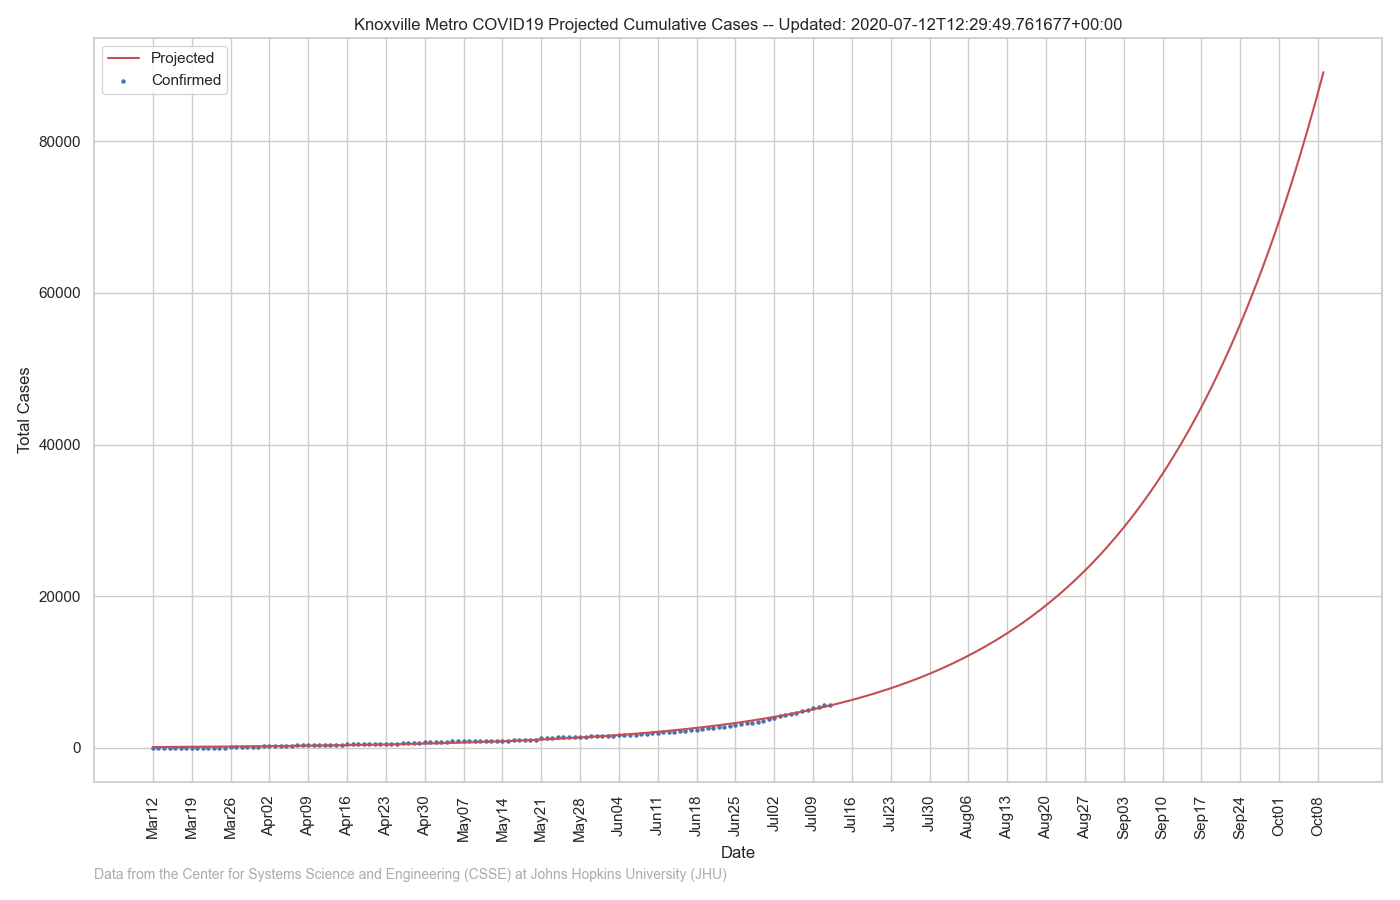 Knoxville Metro COVID19 Projected Cumulative Cases -- Updated: 2020-07-12T12:29:49.761677+00:00
Projected
Confirmed
80000
60000
40000
20000
0
Total Cases
Mar12
Mar19
Mar26
Apr02
Apr09
Apr16
Apr23
Apr30
May07
May14
May21
May28
Jun04
Jun11
Jun18
Jun25
Jul02
Jul09
Jul16
Jul23
Jul30
Aug06
Aug13
Aug20
Aug27
Sep03
Sep10
Sep17
Sep24
Oct01
Oct08
Date
Data from the Center for Systems Science and Engineering (CSSE) at Johns Hopkins University (JHU)